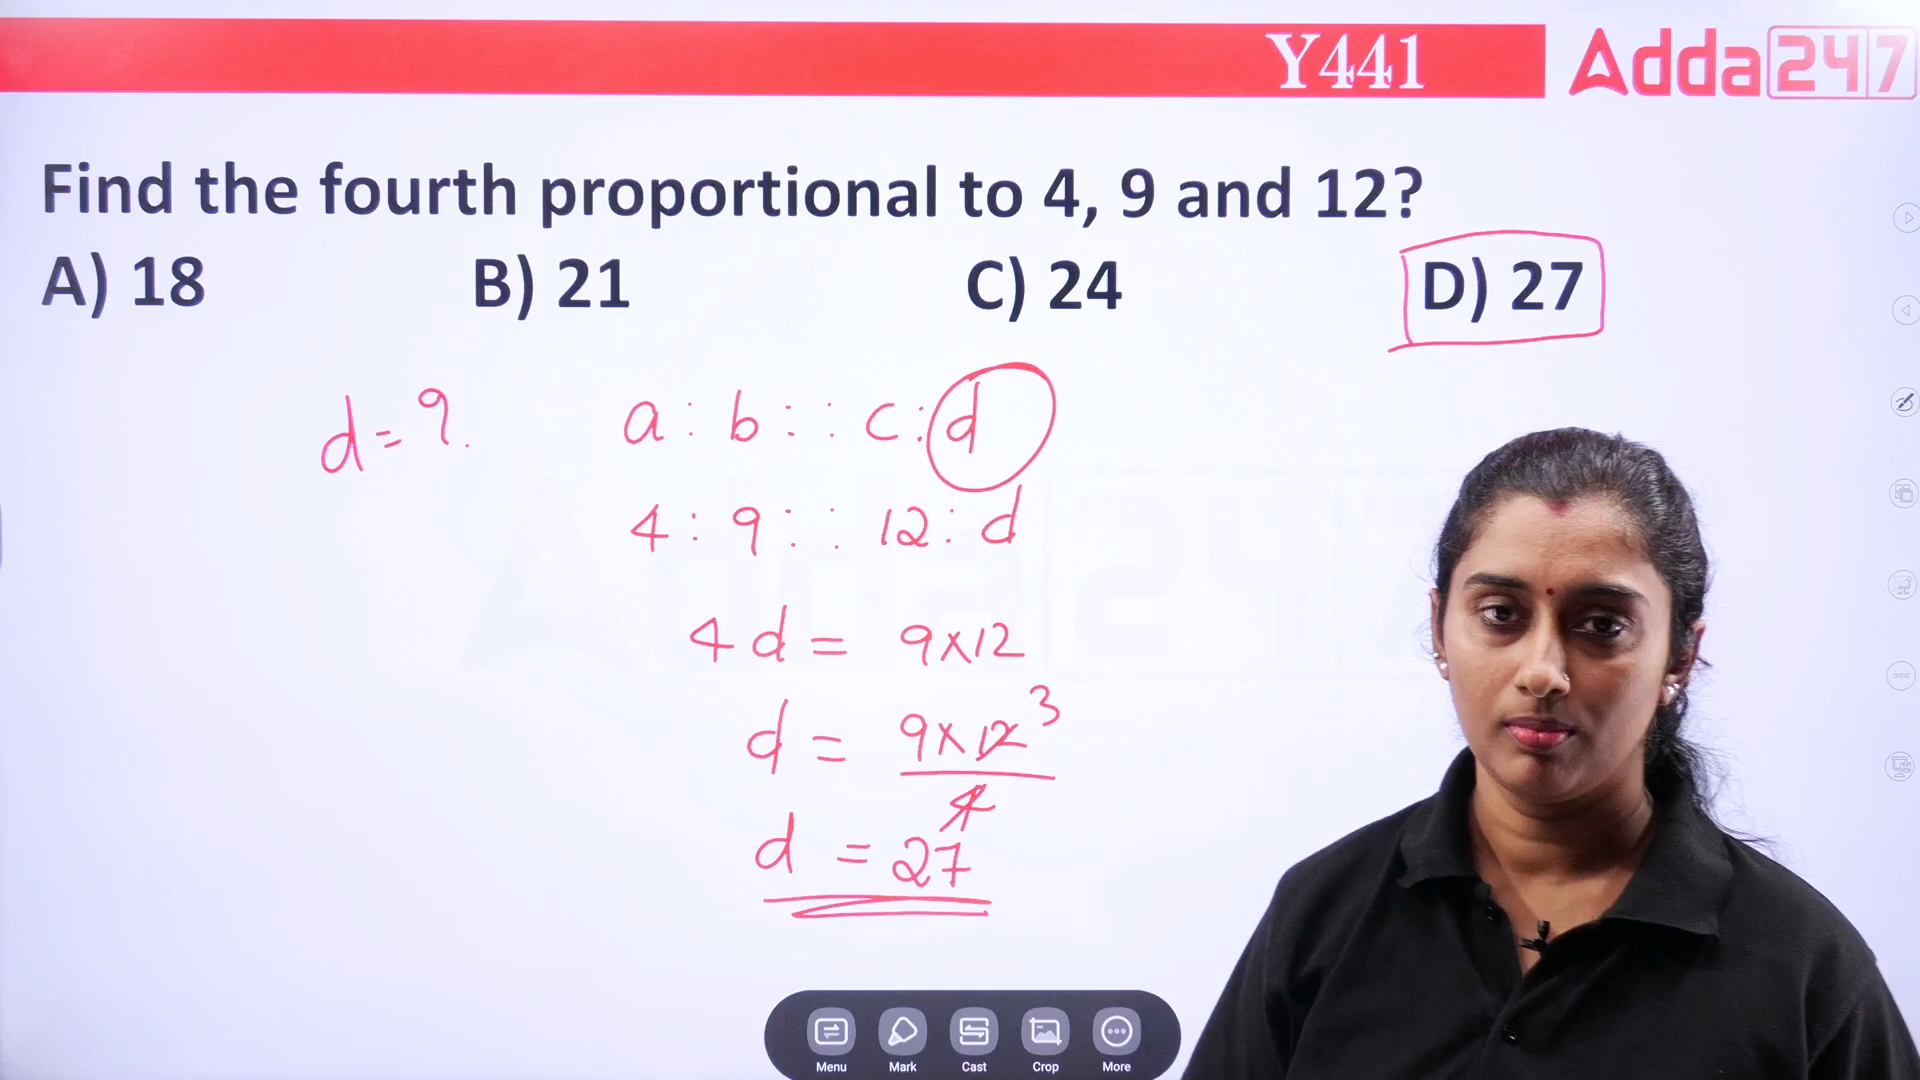 Y441
Adda247
Find the fourth proportional to 4, 9 and 12?
A) 18 B) 21 C) 24 D) 27
d = ? a : b : : c : d
4 : 9 : : 12 : d
4d = 9×12
d = 9×12 3
4
d = 27
Menu Mark Cast Crop More